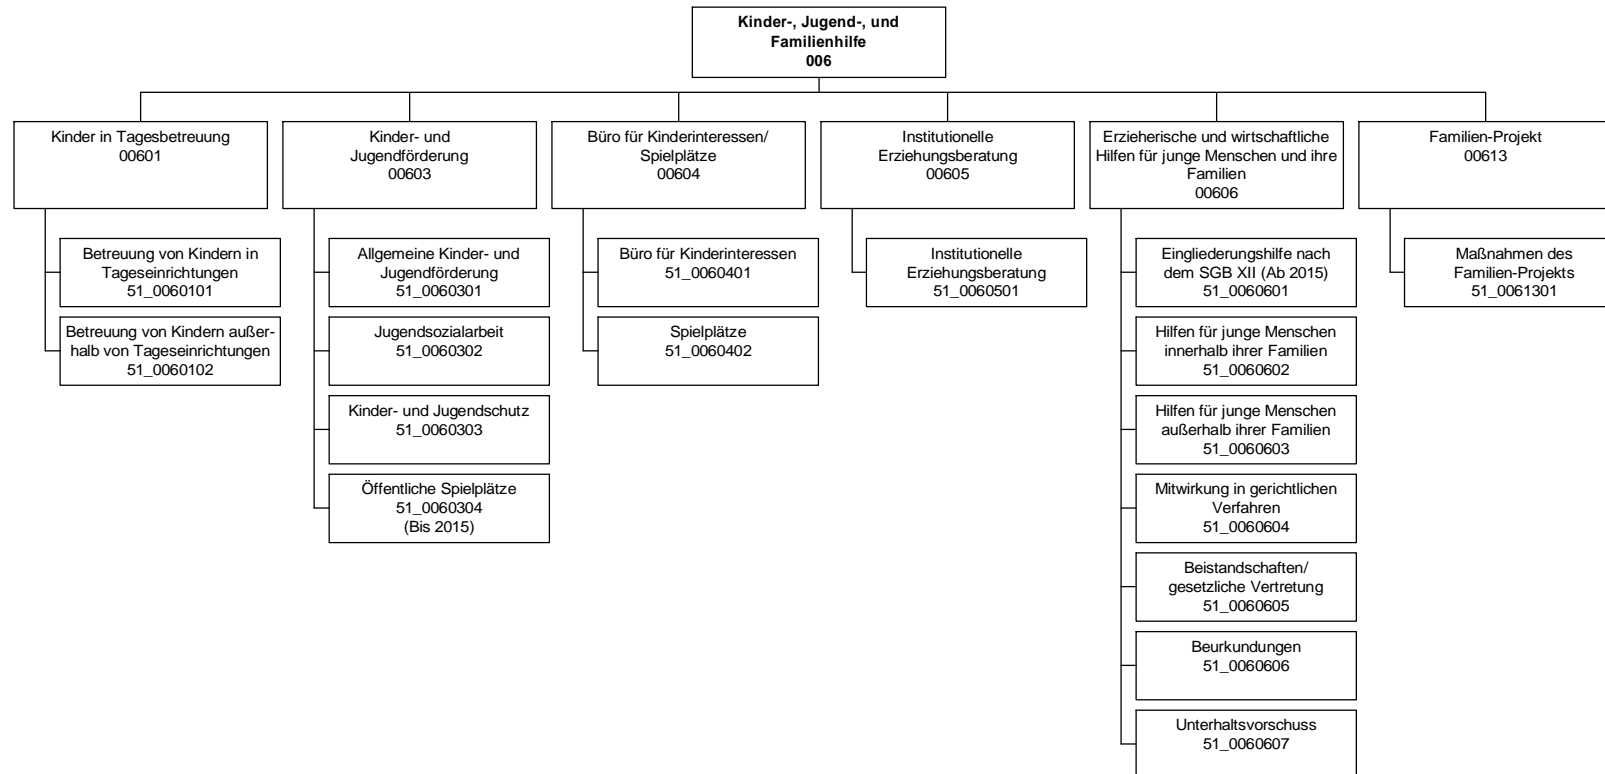 Kinder-, Jugend-, und
Familienhilfe
006
Kinder in Tagesbetreuung
00601
Kinder- und
Jugendförderung
00603
Büro für Kinderinteressen/
Spielplätze
00604
Institutionelle
Erziehungsberatung
00605
Erzieherische und wirtschaftliche
Hilfen für junge Menschen und ihre
Familien
00606
Familien-Projekt
00613
Betreuung von Kindern in
Tageseinrichtungen
51_0060101
Betreuung von Kindern außer-
halb von Tageseinrichtungen
51_0060102
Allgemeine Kinder- und
Jugendförderung
51_0060301
Jugendsozialarbeit
51_0060302
Kinder- und Jugendschutz
51_0060303
Öffentliche Spielplätze
51_0060304
(Bis 2015)
Büro für Kinderinteressen
51_0060401
Spielplätze
51_0060402
Institutionelle
Erziehungsberatung
51_0060501
Eingliederungshilfe nach
dem SGB XII (Ab 2015)
51_0060601
Hilfen für junge Menschen
innerhalb ihrer Familien
51_0060602
Hilfen für junge Menschen
außerhalb ihrer Familien
51_0060603
Mitwirkung in gerichtlichen
Verfahren
51_0060604
Beistandschaften/
gesetzliche Vertretung
51_0060605
Beurkundungen
51_0060606
Unterhaltsvorschuss
51_0060607
Maßnahmen des
Familien-Projekts
51_0061301